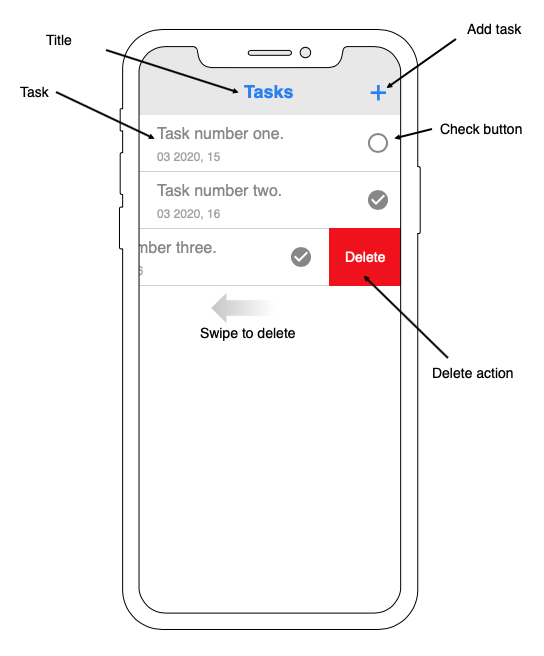 Title
Add task
Task
Tasks
+
Check button
Task number one.
03 2020, 15
Task number two.
03 2020, 16
nber three.
6
Delete
Swipe to delete
Delete action